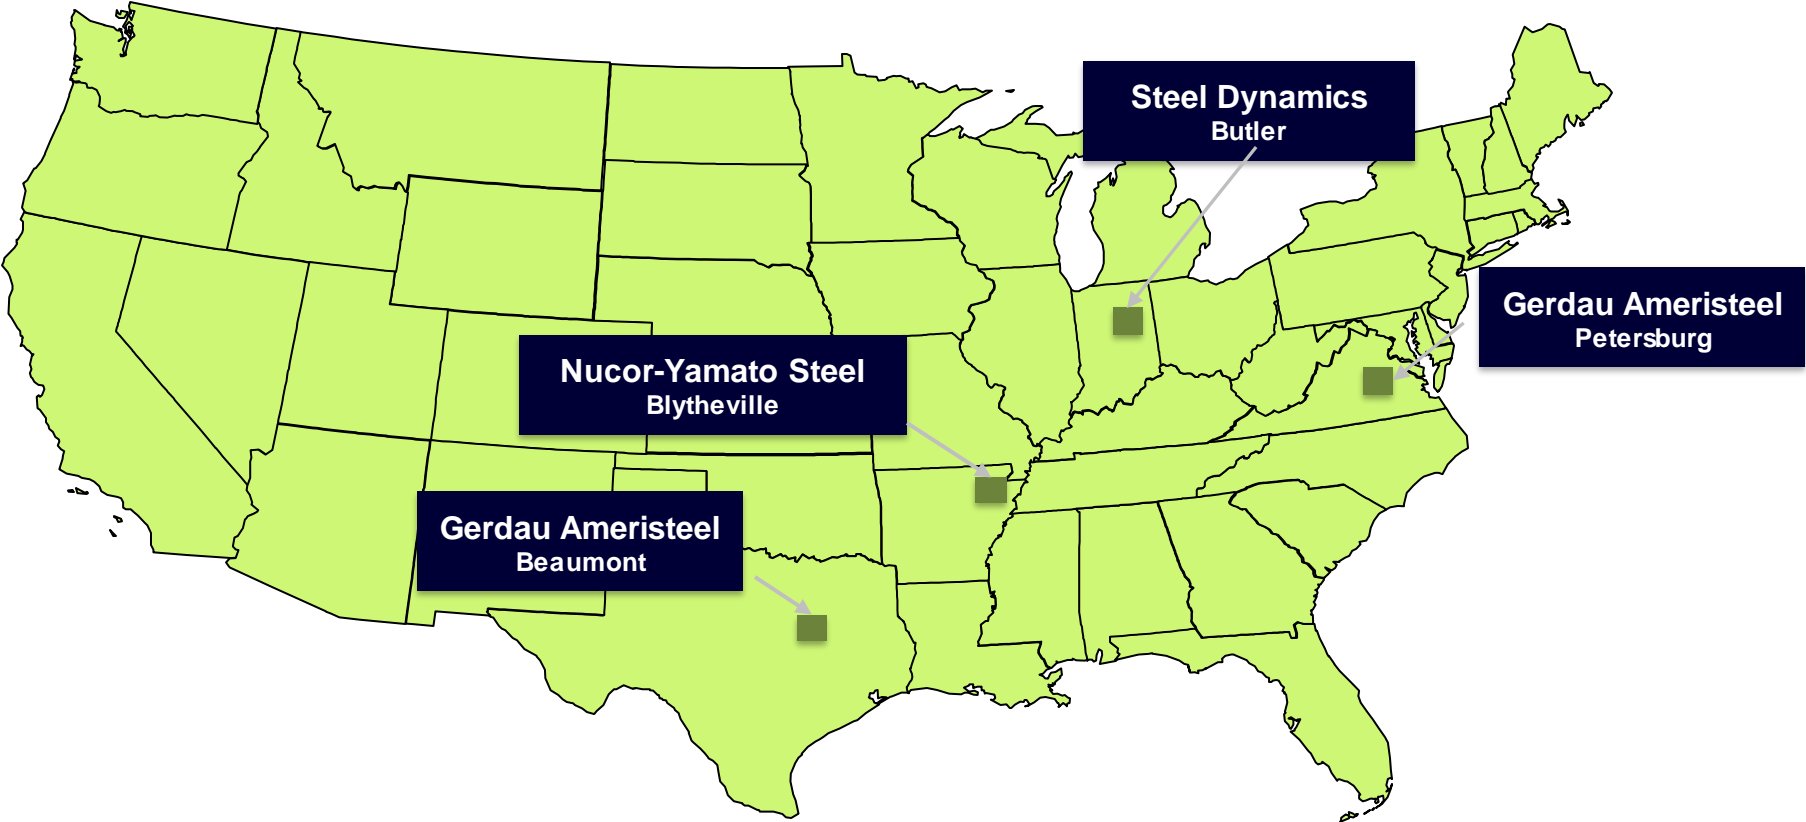 Steel Dynamics
Butler
Gerdau Ameristeel
Petersburg
Nucor-Yamato Steel
Blytheville
Gerdau Ameristeel
Beaumont